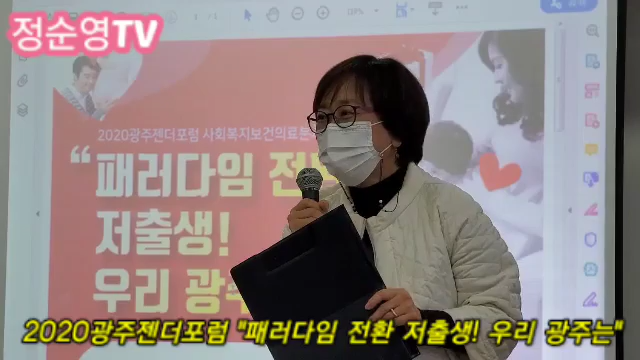 정순영TV
2020광주젠더포럼 사회복지보건의료분
“패러다임 전환
저출생!
우리 광주
2020광주젠더포럼 "패러다임 전환 저출생! 우리 광주는"